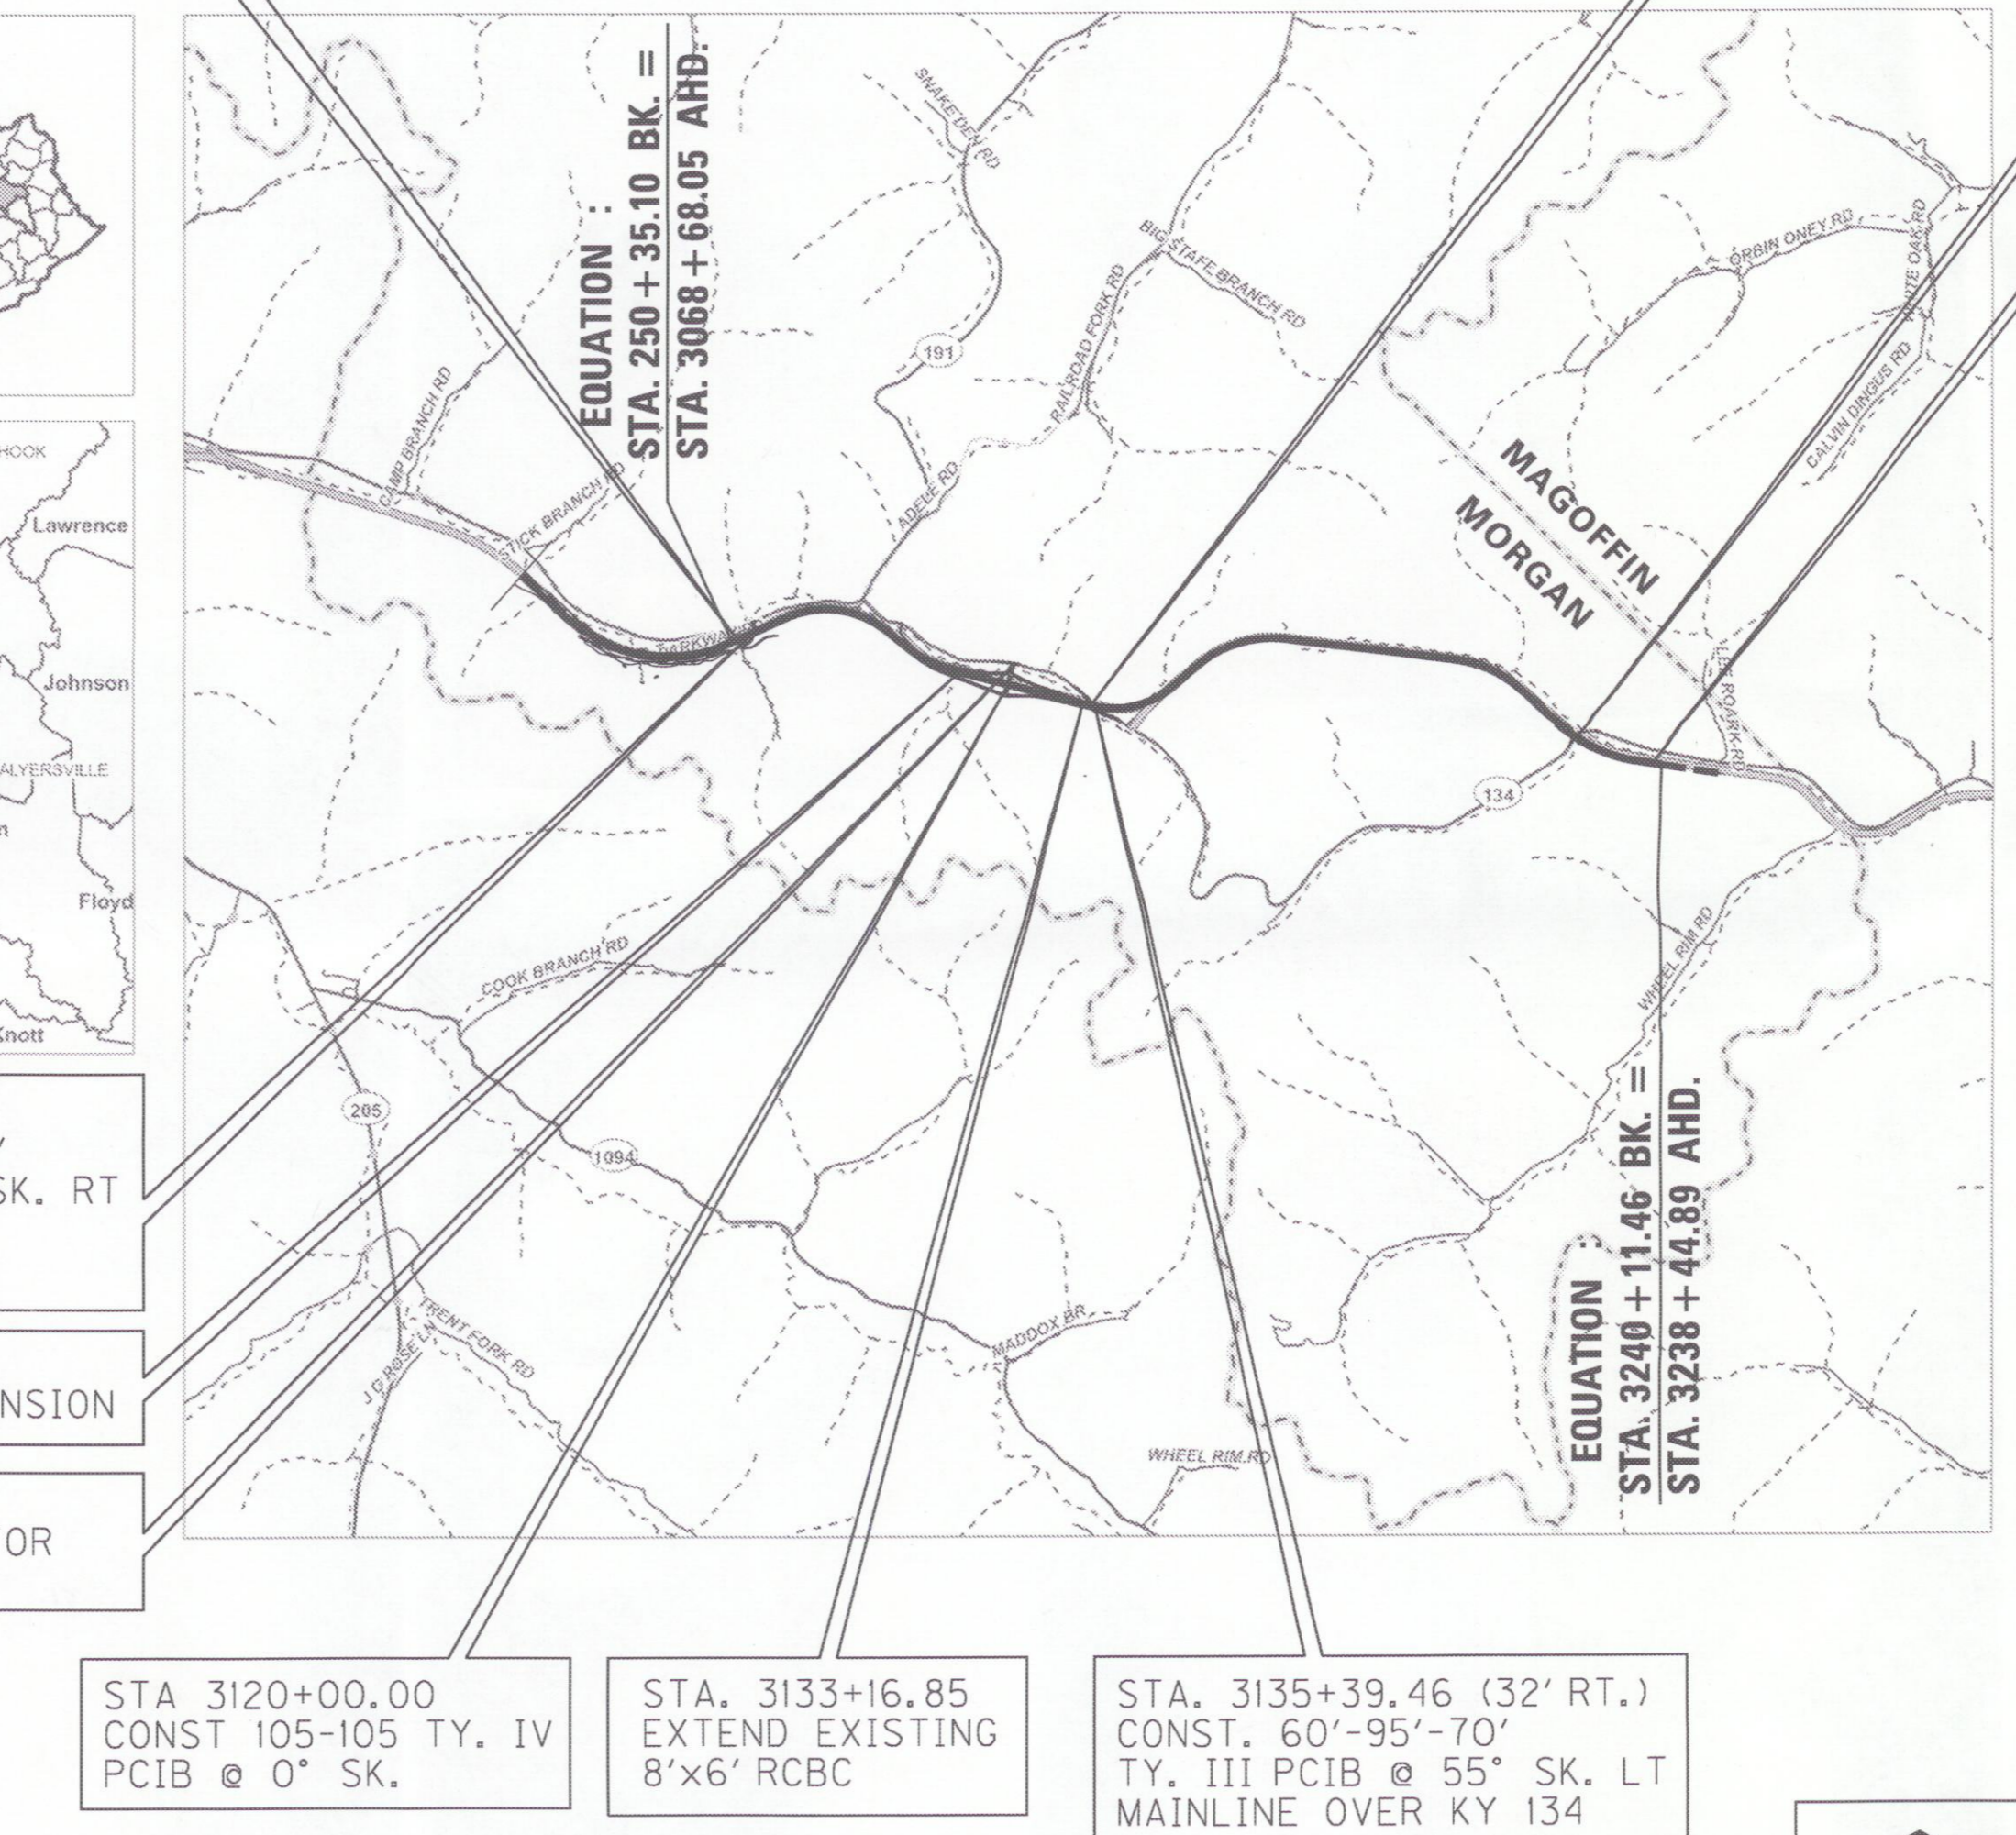 EQUATION :
STA. 250 + 35.10 BK. =
STA. 3068 + 68.05 AHD.
SNAKE DEN RD
191
BIG STAFE BRANCH RD
RAILROAD FORK RD
ADELE RD
CAMP BRANCH RD
STICK BRANCH RD
ORBIN ONEY RD
CALVIN DINGUS RD
MAGOFFIN
MORGAN
HOOK
Lawrence
Johnson
ALYERSVILLE
Floyd
PARKWAY
134
COOK BRANCH RD
WHEEL RIM RD
205
1094
SK. RT
NSION
OR
TRENT FORK RD
J C ROSE LN
MADDOX BR
WHEEL RIM RD
EQUATION :
STA. 3240 + 11.46 BK. =
STA. 3238 + 44.89 AHD.
STA 3120+00.00
CONST 105-105 TY. IV
PCIB @ 0° SK.
STA. 3133+16.85
EXTEND EXISTING
8'x6' RCBC
STA. 3135+39.46 (32' RT.)
CONST. 60'-95'-70'
TY. III PCIB @ 55° SK. LT
MAINLINE OVER KY 134